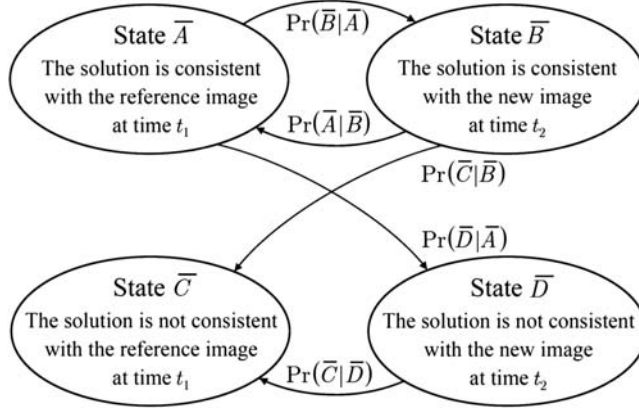 Pr(B̅|A̅)
State A̅
The solution is consistent
with the reference image
at time t₁
State B̅
The solution is consistent
with the new image
at time t₂
Pr(A̅|B̅)
Pr(C̅|B̅)
Pr(D̅|A̅)
State C̅
The solution is not consistent
with the reference image
at time t₁
State D̅
The solution is not consistent
with the new image
at time t₂
Pr(C̅|D̅)